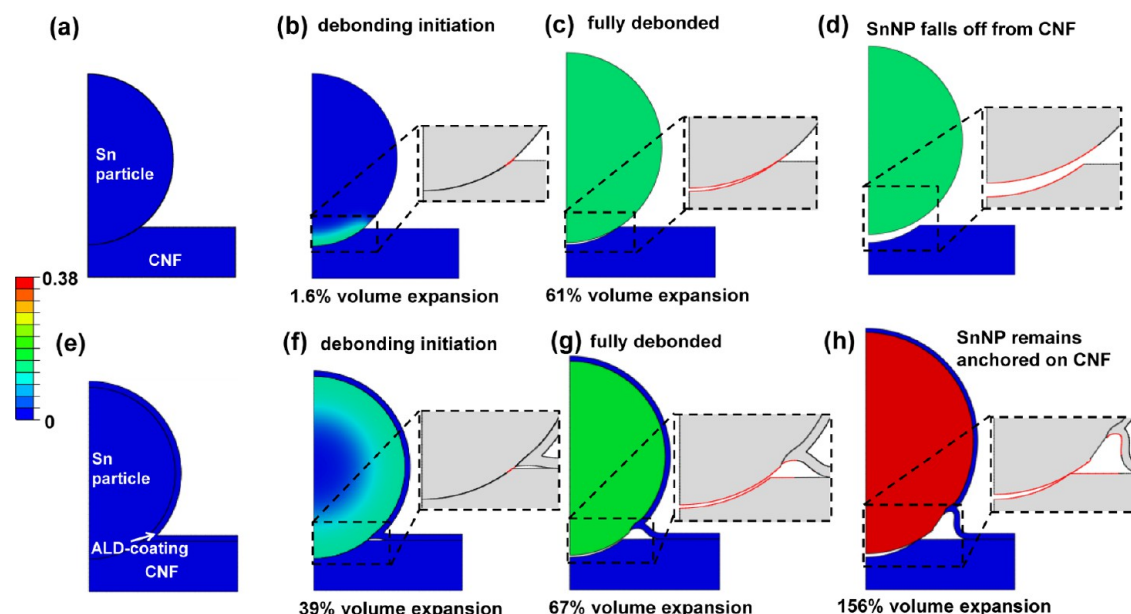 (a)
(b) debonding initiation
(c) fully debonded
(d) SnNP falls off from CNF
Sn
particle
CNF
1.6% volume expansion
61% volume expansion
0.38
0
(e)
(f) debonding initiation
(g) fully debonded
(h) SnNP remains
anchored on CNF
Sn
particle
ALD-coating
CNF
39% volume expansion
67% volume expansion
156% volume expansion